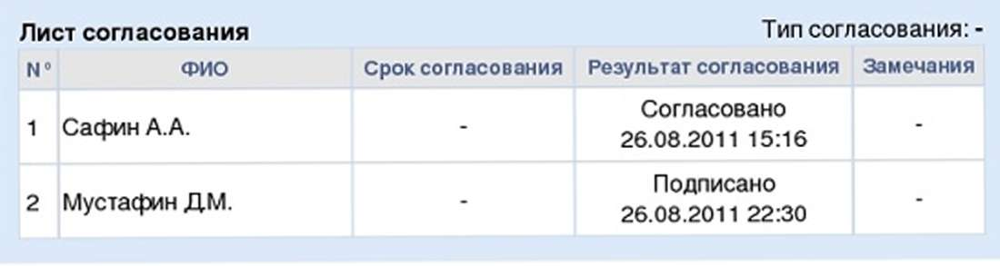 Лист согласования Тип согласования: -
N° ФИО Срок согласования Результат согласования Замечания
1 Сафин А.А. - Согласовано 26.08.2011 15:16 -
2 Мустафин Д.М. - Подписано 26.08.2011 22:30 -